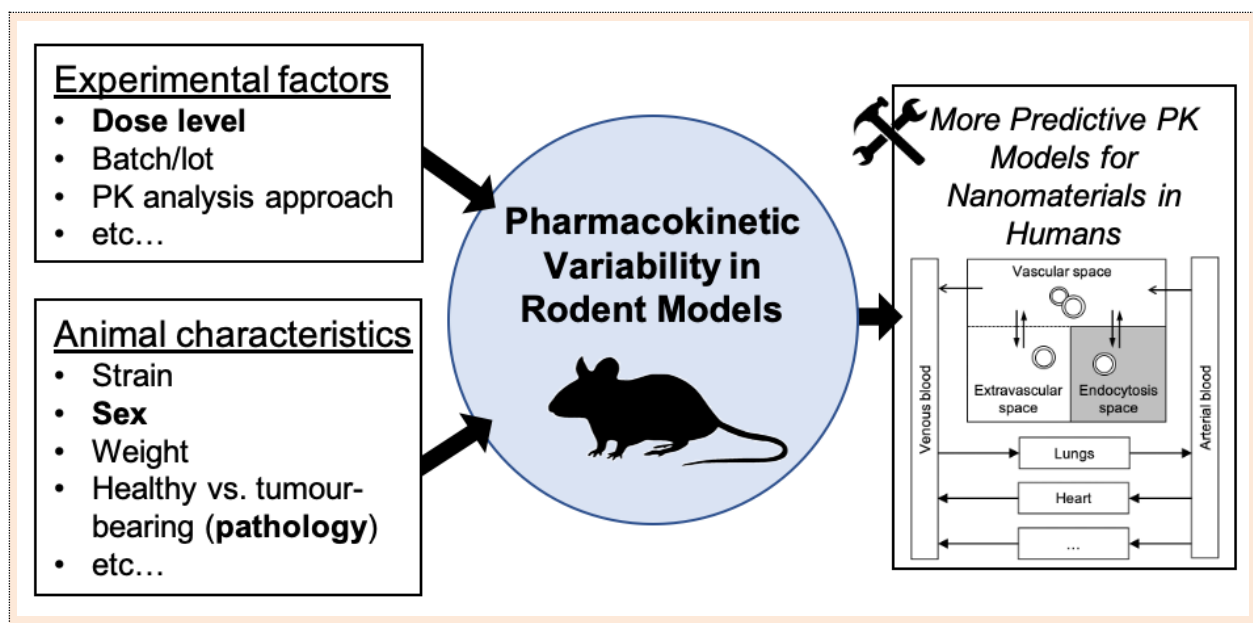 Experimental factors
• Dose level
• Batch/lot
• PK analysis approach
• etc…
Animal characteristics
• Strain
• Sex
• Weight
• Healthy vs. tumour-
bearing (pathology)
• etc…
Pharmacokinetic
Variability in
Rodent Models
More Predictive PK
Models for
Nanomaterials in
Humans
Vascular space
Extravascular
space
Endocytosis
space
Venous blood
Arterial blood
Lungs
Heart
...